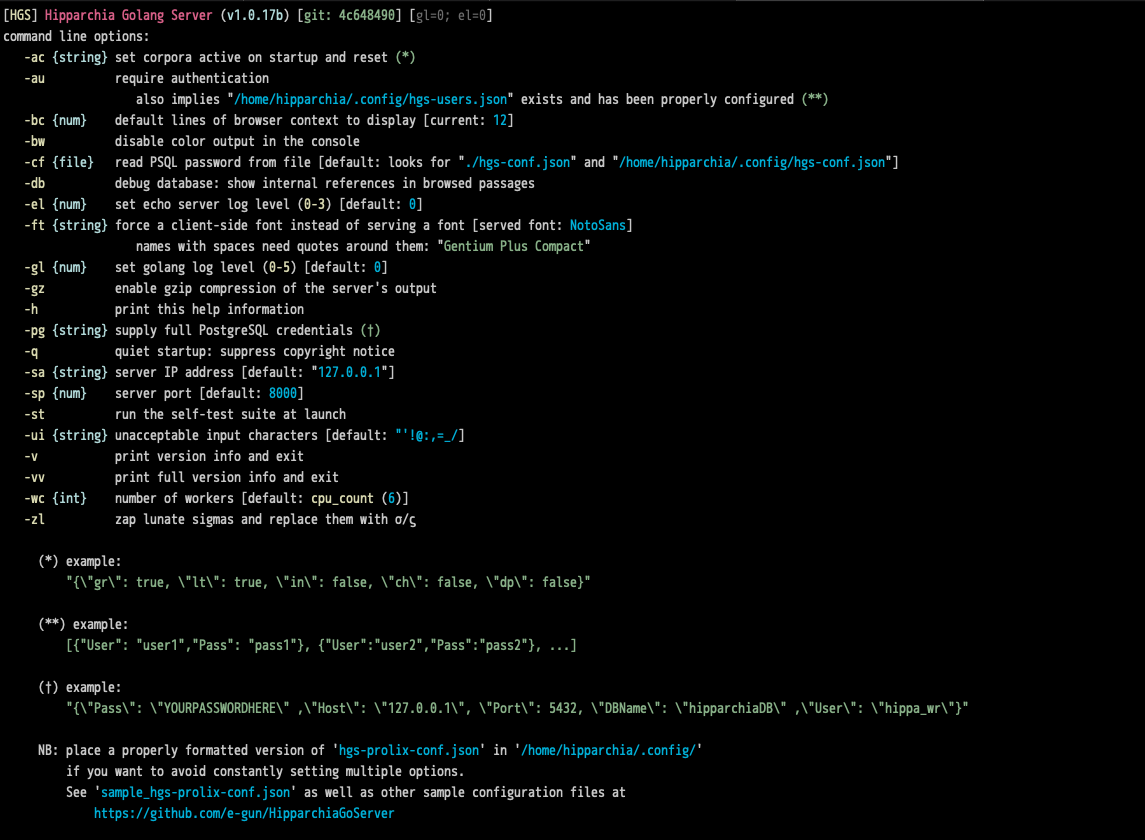 [HGS] Hipparchia Golang Server (v1.0.17b) [git: 4c648490] [gl=0; el=0]
command line options:
   -ac {string} set corpora active on startup and reset (*)
   -au          require authentication
                   also implies "/home/hipparchia/.config/hgs-users.json" exists and has been properly configured (**)
   -bc {num}    default lines of browser context to display [current: 12]
   -bw          disable color output in the console
   -cf {file}   read PSQL password from file [default: looks for "./hgs-conf.json" and "/home/hipparchia/.config/hgs-conf.json"]
   -db          debug database: show internal references in browsed passages
   -el {num}    set echo server log level (0-3) [default: 0]
   -ft {string} force a client-side font instead of serving a font [served font: NotoSans]
                   names with spaces need quotes around them: "Gentium Plus Compact"
   -gl {num}    set golang log level (0-5) [default: 0]
   -gz          enable gzip compression of the server's output
   -h           print this help information
   -pg {string} supply full PostgreSQL credentials (†)
   -q           quiet startup: suppress copyright notice
   -sa {string} server IP address [default: "127.0.0.1"]
   -sp {num}    server port [default: 8000]
   -st          run the self-test suite at launch
   -ui {string} unacceptable input characters [default: "'!@:,=_/]
   -v           print version info and exit
   -vv          print full version info and exit
   -wc {int}    number of workers [default: cpu_count (6)]
   -zl          zap lunate sigmas and replace them with σ/ς
     (*) example:
         "{\"gr\": true, \"lt\": true, \"in\": false, \"ch\": false, \"dp\": false}"
     (**) example:
         [{"User": "user1","Pass": "pass1"}, {"User":"user2","Pass":"pass2"}, ...]
     (†) example:
         "{\"Pass\": \"YOURPASSWORDHERE\" ,\"Host\": \"127.0.0.1\", \"Port\": 5432, \"DBName\": \"hipparchiaDB\" ,\"User\": \"hippa_wr\"}"
     NB: place a properly formatted version of 'hgs-prolix-conf.json' in '/home/hipparchia/.config/'
         if you want to avoid constantly setting multiple options.
         See 'sample_hgs-prolix-conf.json' as well as other sample configuration files at
             https://github.com/e-gun/HipparchiaGoServer